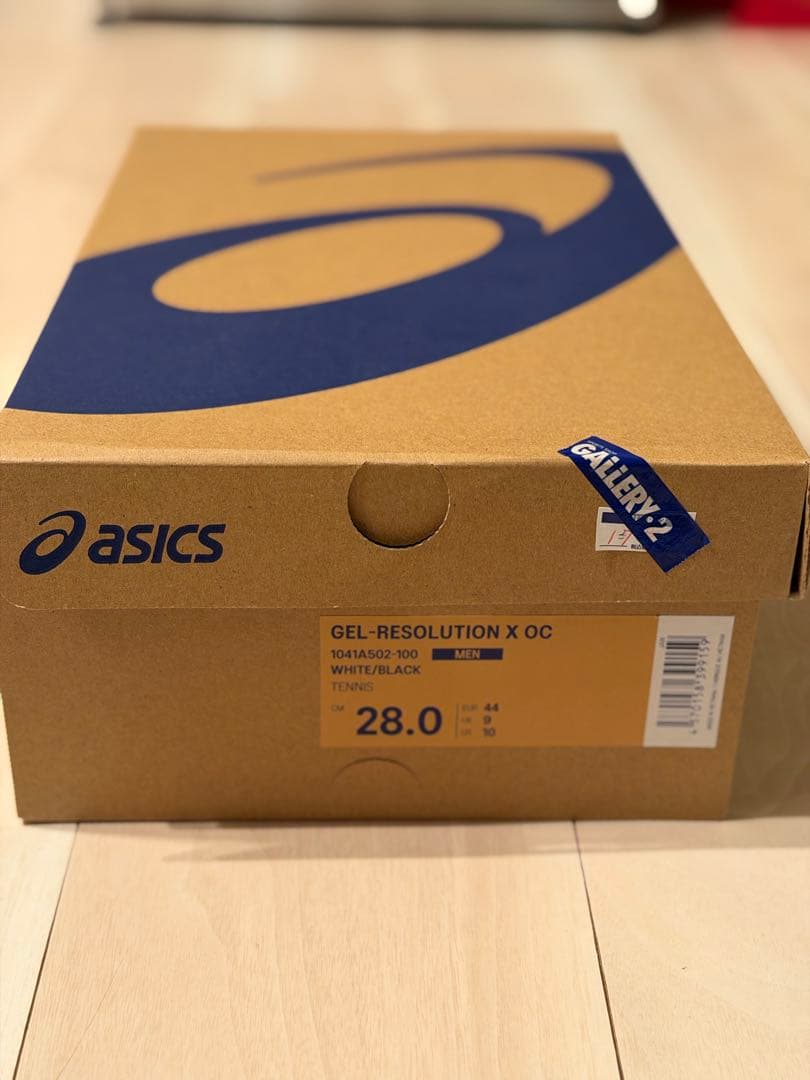 GALLERY·2
asics
GEL-RESOLUTION X OC
1041A502-100 MEN
WHITE/BLACK
TENNIS
CM 28.0
EUR 44
UK 9
US 10
4570158399159